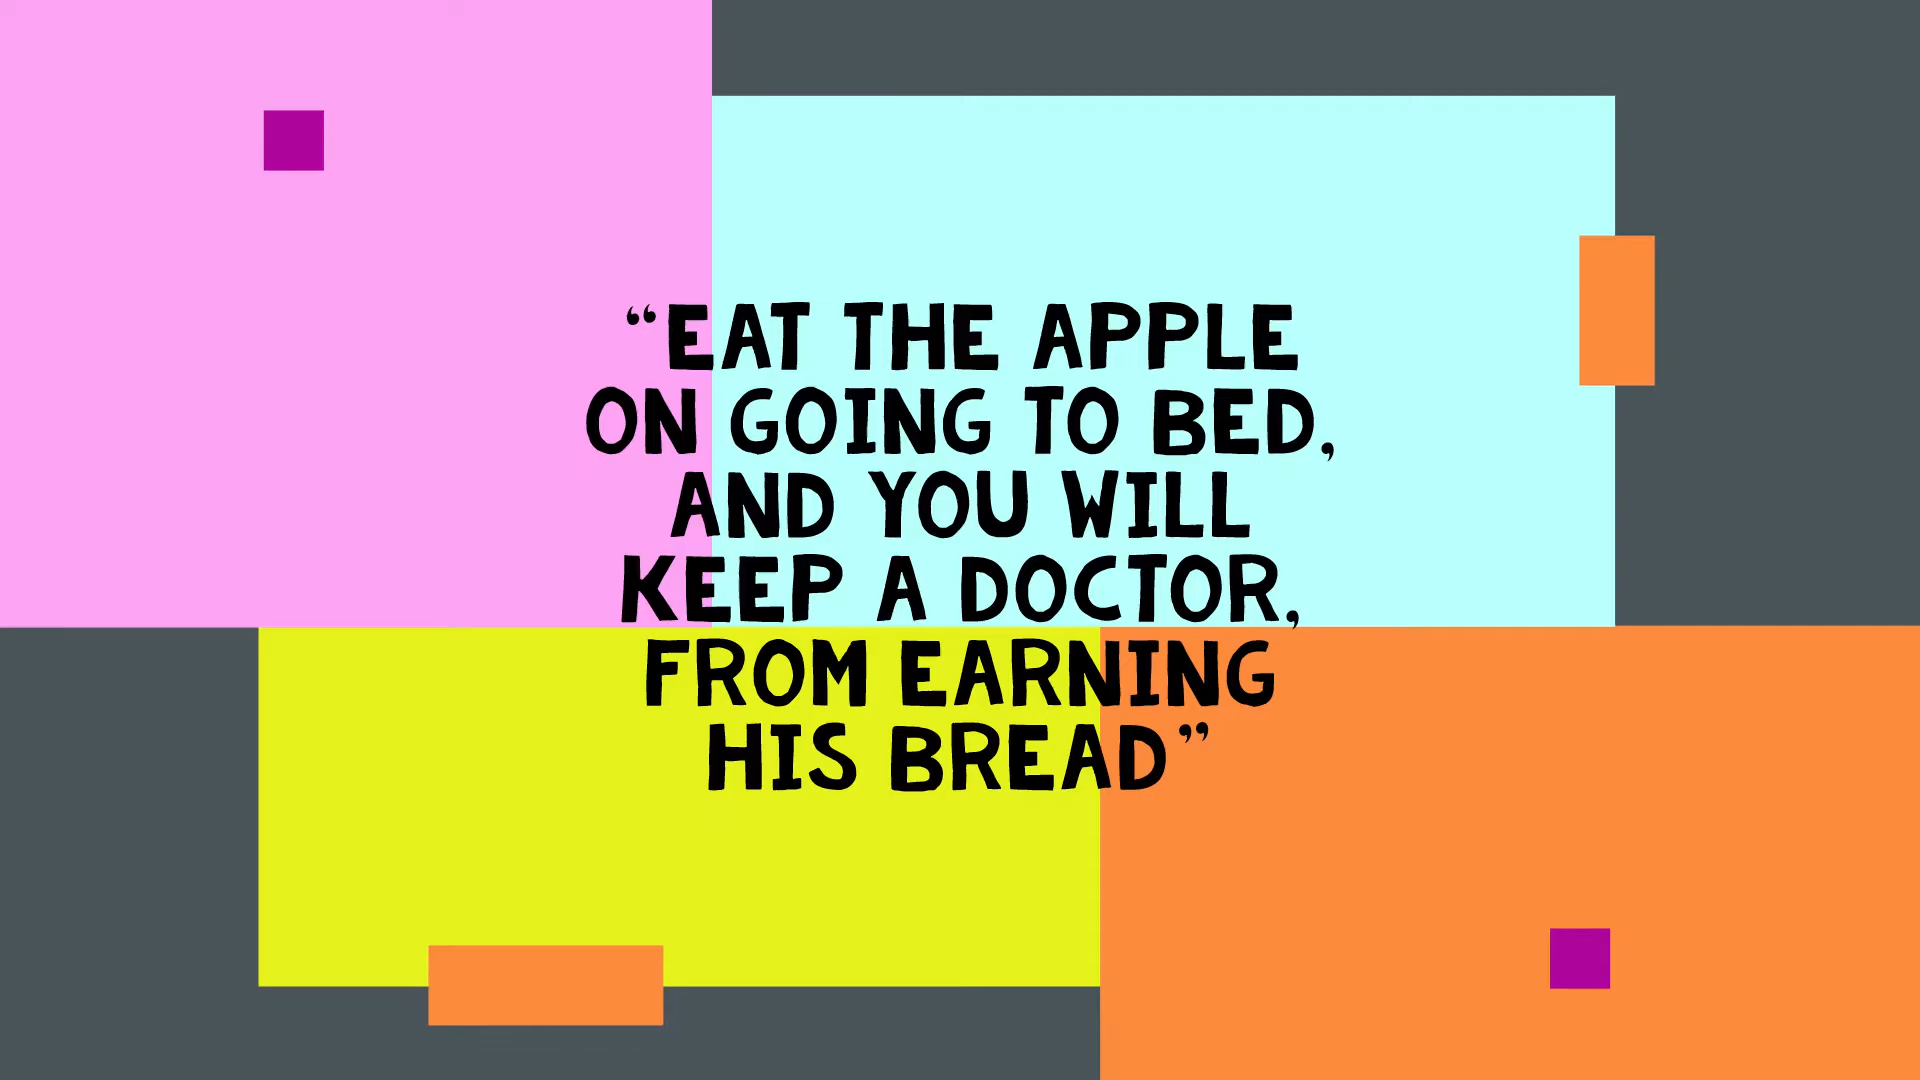 “EAT THE APPLE
ON GOING TO BED,
AND YOU WILL
KEEP A DOCTOR,
FROM EARNING
HIS BREAD”